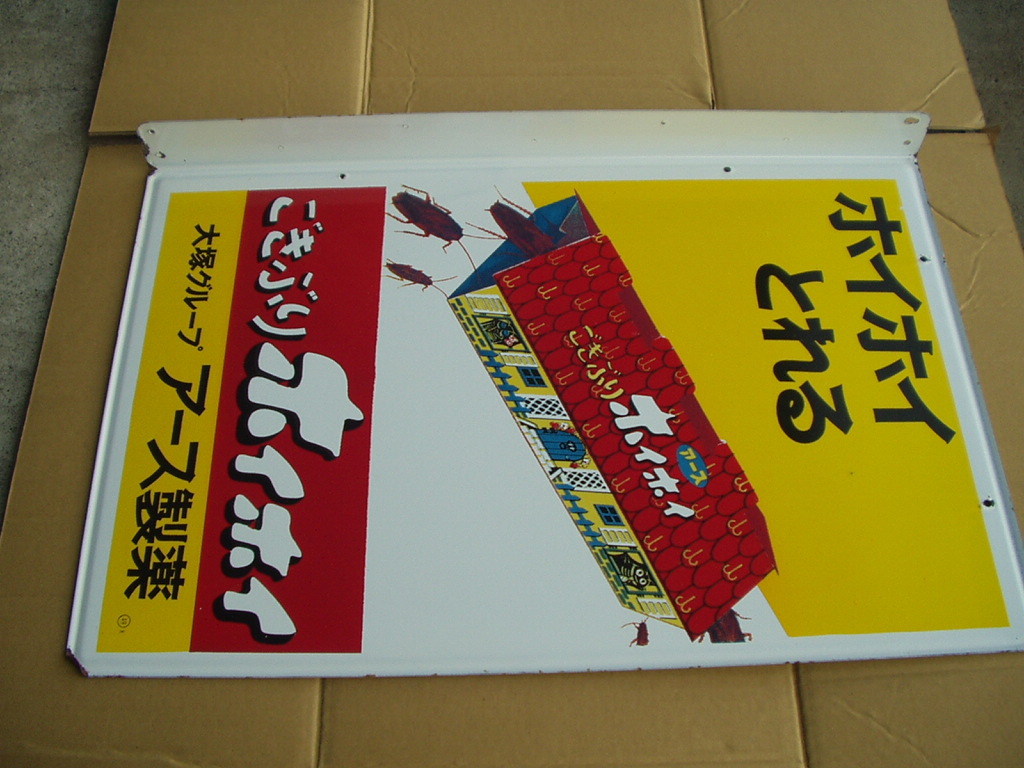 ホイホイ
とれる
ごきぶり
ホイホイ
アース
ごきぶり
ホイホイ
大塚グループ アース製薬